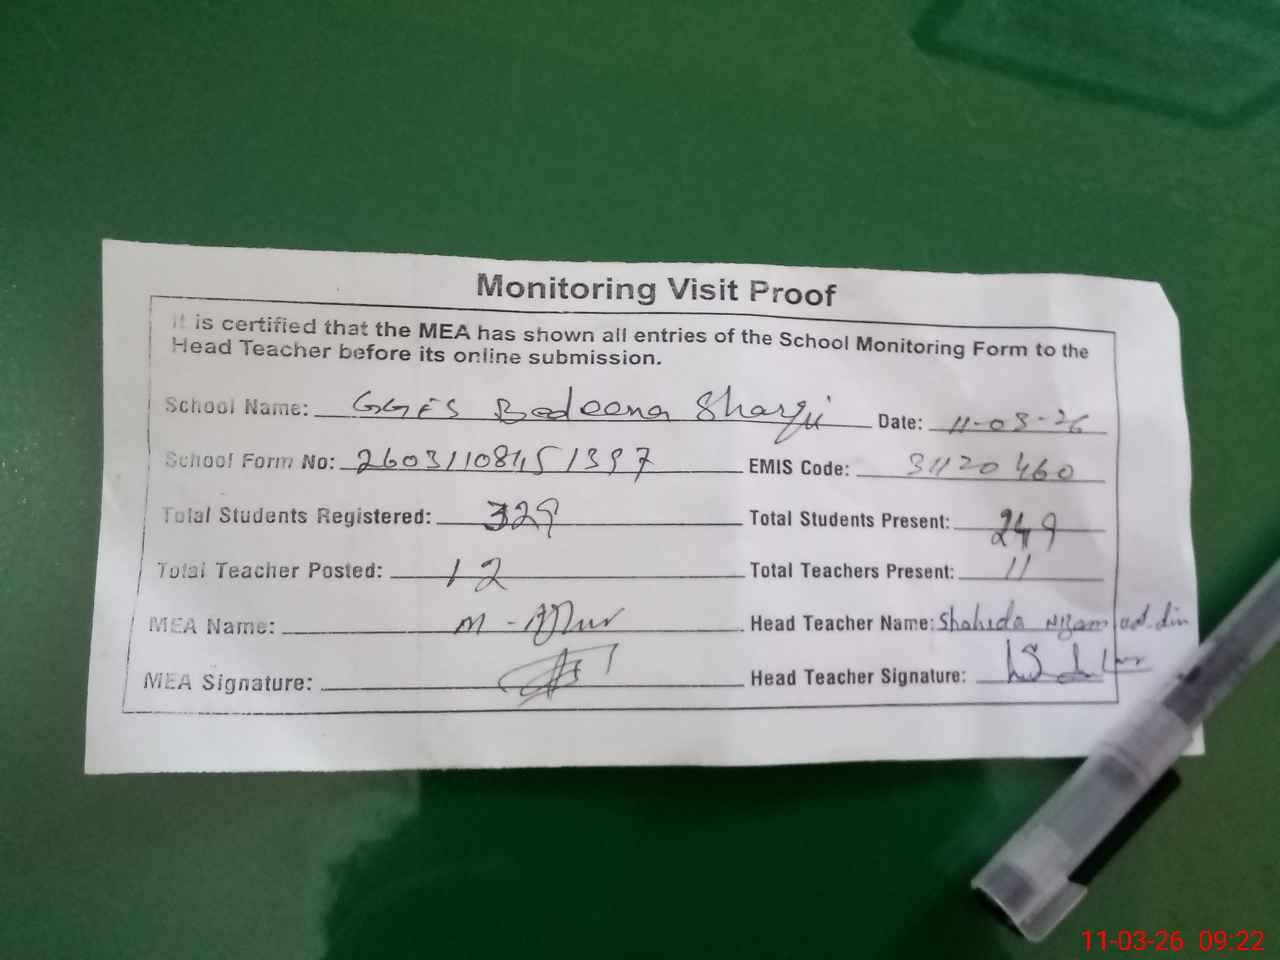 Monitoring Visit Proof
It is certified that the MEA has shown all entries of the School Monitoring Form to the
Head Teacher before its online submission.
School Name: GGES Bedeona Sharqi Date: 11-03-26
School Form No: EMIS Code: 31120460
Total Students Registered: 329 Total Students Present: 249
Total Teacher Posted: 12 Total Teachers Present: 11
MEA Name: M- Head Teacher Name: Shahida Nizam ud din
MEA Signature: Head Teacher Signature:
11-03-26 09:22